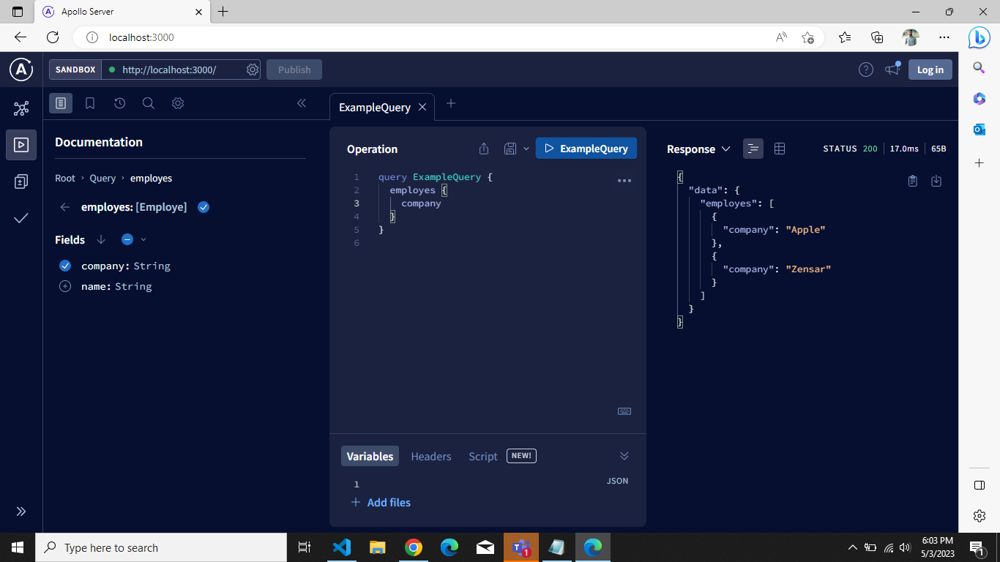 Apollo Server
localhost:3000
SANDBOX http://localhost:3000/ Publish Log in
ExampleQuery
Documentation
Root › Query › employes
employes: [Employe]
Fields
company: String
name: String
Operation ExampleQuery
1 query ExampleQuery {
2 employes {
3 company
4 }
5 }
6
Variables Headers Script NEW!
1 JSON
+ Add files
Response STATUS 200 17.0ms 65B
{
"data": {
"employes": [
{
"company": "Apple"
},
{
"company": "Zensar"
}
]
}
}
Type here to search
1
6:03 PM
5/3/2023
1